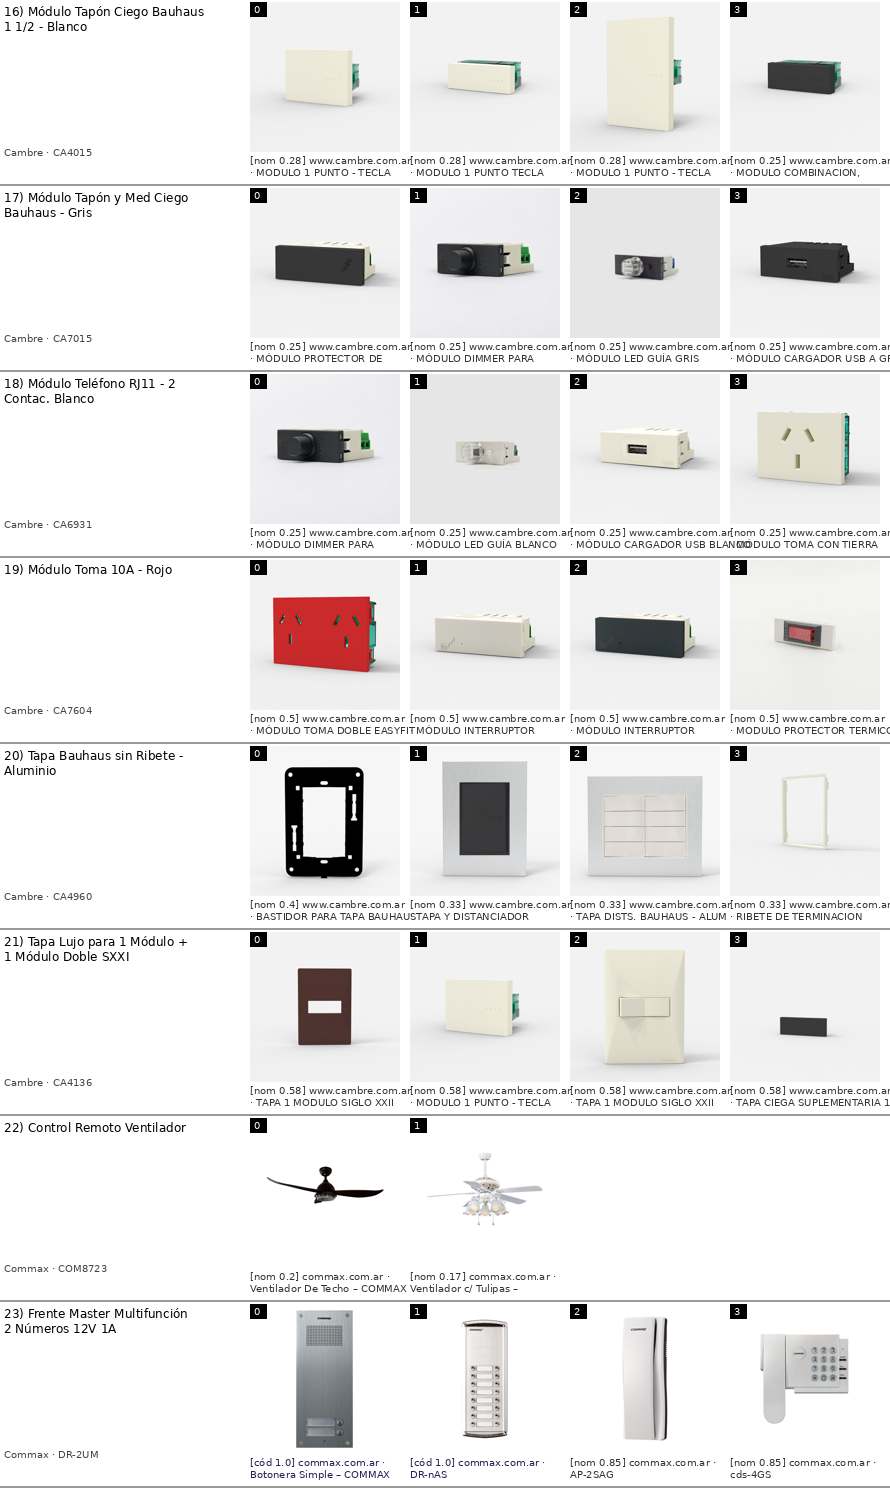 16) Módulo Tapón Ciego Bauhaus
1 1/2 - Blanco
Cambre · CA4015
0
1
2
3
[nom 0.28] www.cambre.com.ar
· MODULO 1 PUNTO - TECLA
[nom 0.28] www.cambre.com.ar
· MODULO 1 PUNTO TECLA
[nom 0.28] www.cambre.com.ar
· MODULO 1 PUNTO - TECLA
[nom 0.25] www.cambre.com.ar
· MODULO COMBINACION,
17) Módulo Tapón y Med Ciego
Bauhaus - Gris
Cambre · CA7015
0
1
2
3
[nom 0.25] www.cambre.com.ar
· MÓDULO PROTECTOR DE
[nom 0.25] www.cambre.com.ar
· MÓDULO DIMMER PARA
[nom 0.25] www.cambre.com.ar
· MÓDULO LED GUÍA GRIS
[nom 0.25] www.cambre.com.ar
· MÓDULO CARGADOR USB A GR
18) Módulo Teléfono RJ11 - 2
Contac. Blanco
Cambre · CA6931
0
1
2
3
[nom 0.25] www.cambre.com.ar
· MÓDULO DIMMER PARA
[nom 0.25] www.cambre.com.ar
· MÓDULO LED GUÍA BLANCO
[nom 0.25] www.cambre.com.ar
· MÓDULO CARGADOR USB BLANCO
[nom 0.25] www.cambre.com.ar
· MÓDULO TOMA CON TIERRA
19) Módulo Toma 10A - Rojo
Cambre · CA7604
0
1
2
3
[nom 0.5] www.cambre.com.ar
· MÓDULO TOMA DOBLE EASYFIT
[nom 0.5] www.cambre.com.ar
· MÓDULO INTERRUPTOR
[nom 0.5] www.cambre.com.ar
· MÓDULO INTERRUPTOR
[nom 0.5] www.cambre.com.ar
· MODULO PROTECTOR TERMICO
20) Tapa Bauhaus sin Ribete -
Aluminio
Cambre · CA4960
0
1
2
3
[nom 0.4] www.cambre.com.ar
· BASTIDOR PARA TAPA BAUHAUS
[nom 0.33] www.cambre.com.ar
· TAPA Y DISTANCIADOR
[nom 0.33] www.cambre.com.ar
· TAPA DISTS. BAUHAUS - ALUM
[nom 0.33] www.cambre.com.ar
· RIBETE DE TERMINACION
21) Tapa Lujo para 1 Módulo +
1 Módulo Doble SXXI
Cambre · CA4136
0
1
2
3
[nom 0.58] www.cambre.com.ar
· TAPA 1 MODULO SIGLO XXII
[nom 0.58] www.cambre.com.ar
· MODULO 1 PUNTO - TECLA
[nom 0.58] www.cambre.com.ar
· TAPA 1 MODULO SIGLO XXII
[nom 0.58] www.cambre.com.ar
· TAPA CIEGA SUPLEMENTARIA 1
22) Control Remoto Ventilador
Commax · COM8723
0
1
[nom 0.2] commax.com.ar ·
Ventilador De Techo – COMMAX
[nom 0.17] commax.com.ar ·
Ventilador c/ Tulipas –
23) Frente Master Multifunción
2 Números 12V 1A
Commax · DR-2UM
0
1
2
3
[cód 1.0] commax.com.ar ·
Botonera Simple – COMMAX
[cód 1.0] commax.com.ar ·
DR-nAS
[nom 0.85] commax.com.ar ·
AP-2SAG
[nom 0.85] commax.com.ar ·
cds-4GS